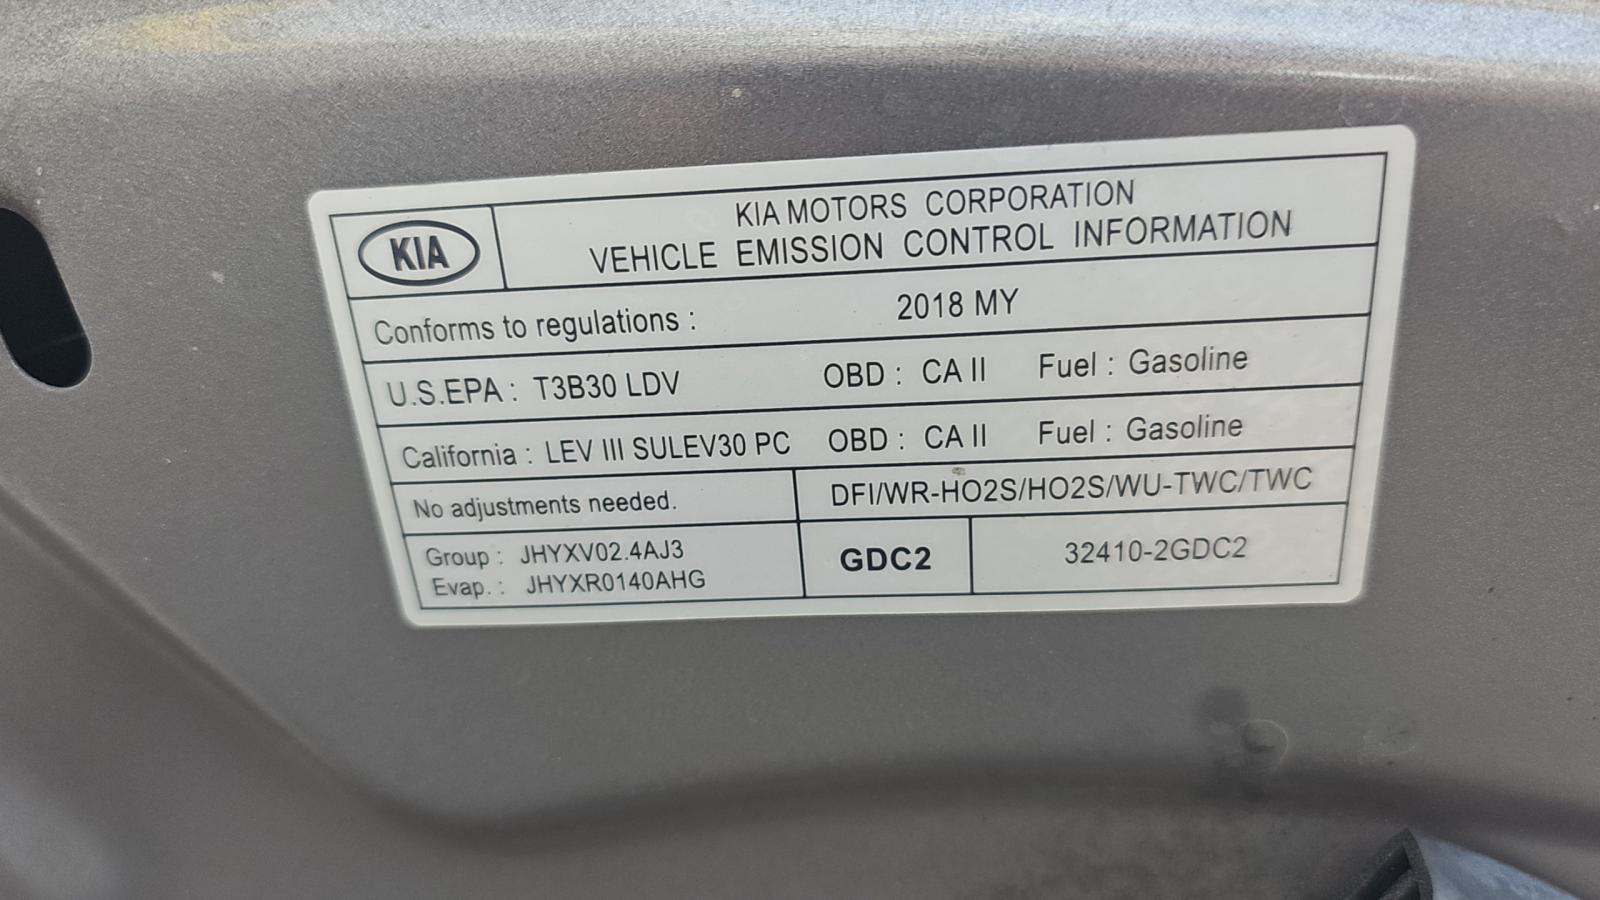 KIA
KIA MOTORS CORPORATION
VEHICLE EMISSION CONTROL INFORMATION
Conforms to regulations : 2018 MY
U.S.EPA : T3B30 LDV OBD : CA II Fuel : Gasoline
California : LEV III SULEV30 PC OBD : CA II Fuel : Gasoline
No adjustments needed. DFI/WR-HO2S/HO2S/WU-TWC/TWC
Group : JHYXV02.4AJ3
Evap. : JHYXR0140AHG
GDC2 32410-2GDC2